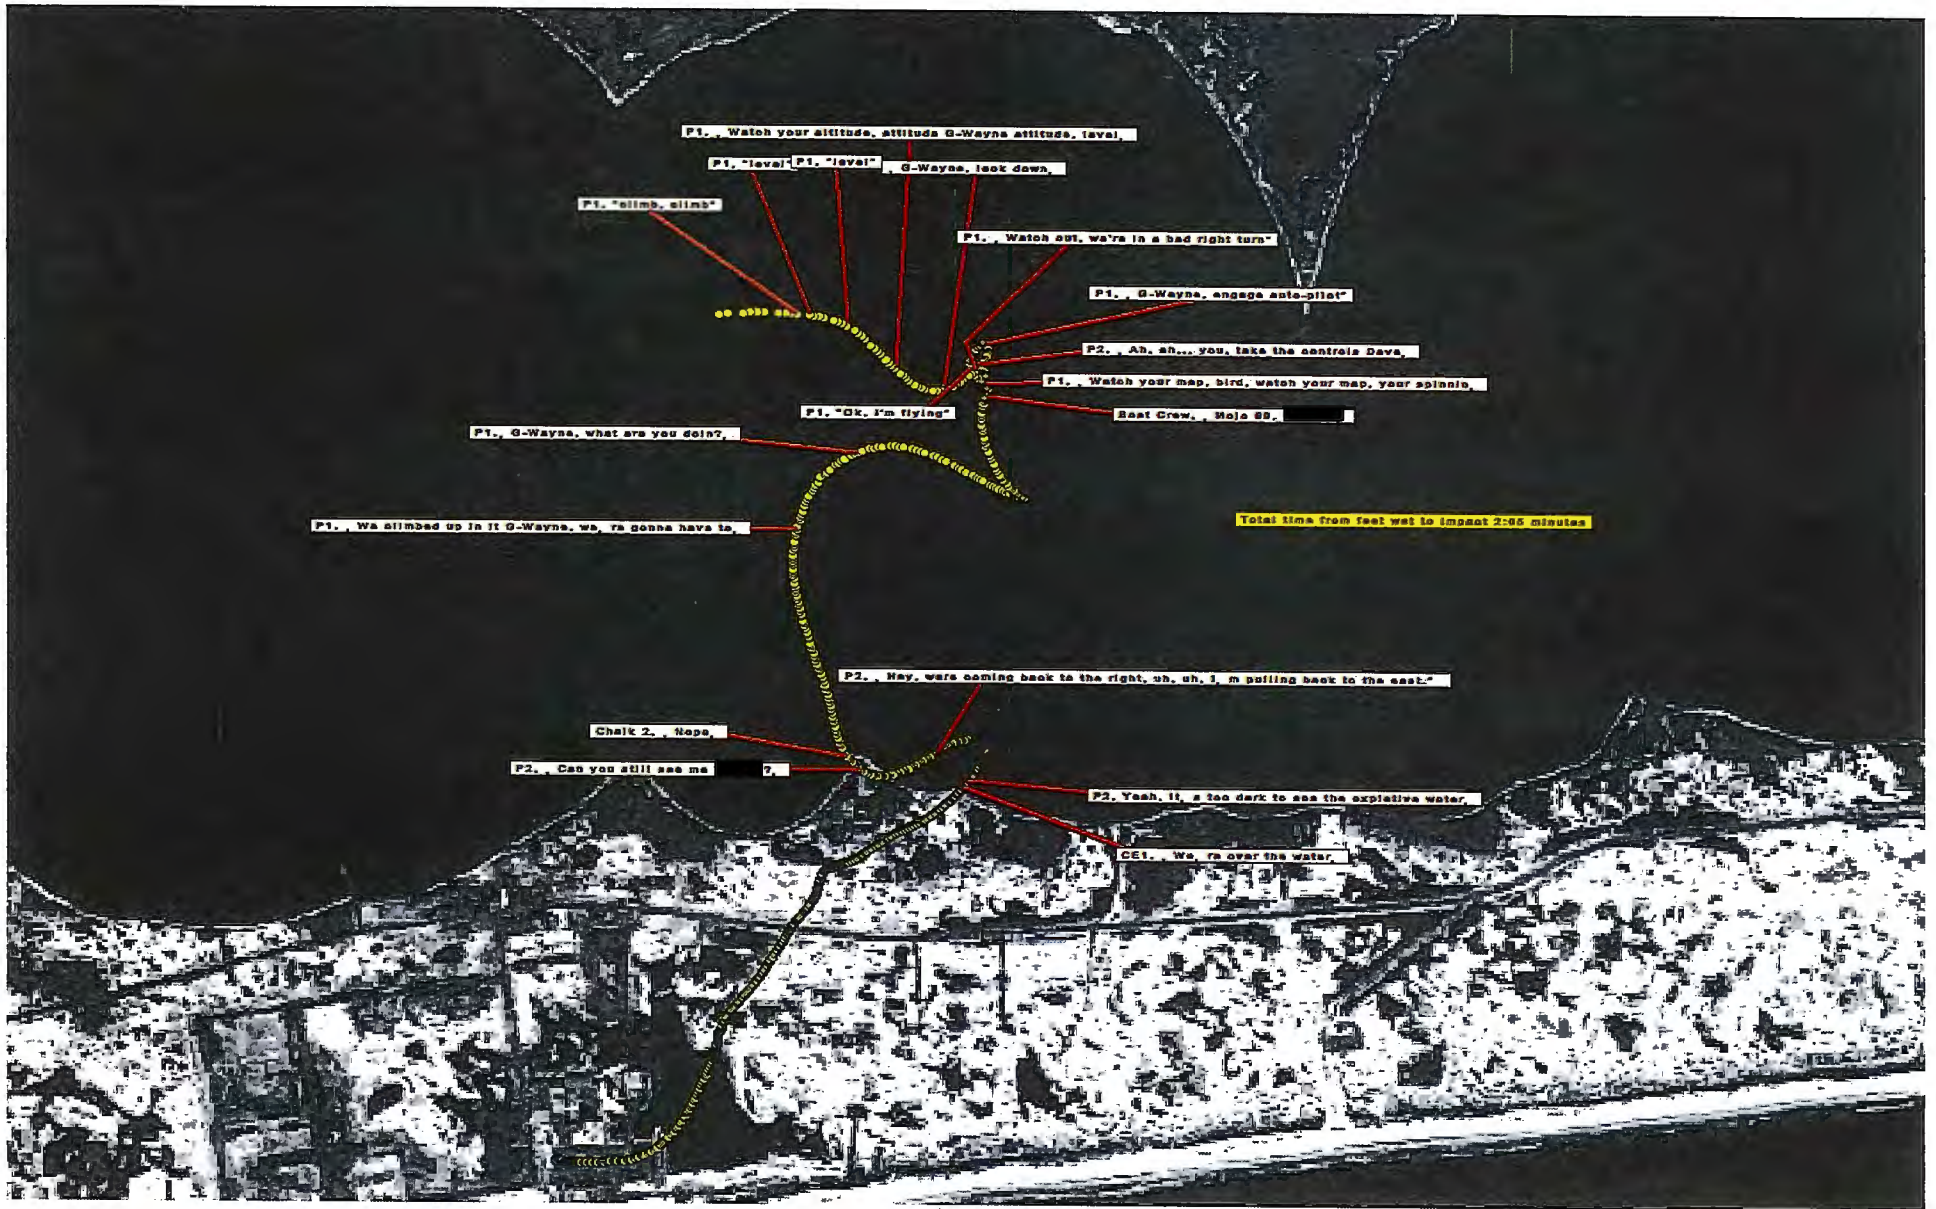 P1, , Watch your altitude, attitude G-Wayne attitude, level,
P1, "level"
P1, "level"
, G-Wayne, look down,
P1, "climb, climb"
P1, , Watch out, we're in a bad right turn"
P1, , G-Wayne, engage auto-pilot"
P2, , Ah, ah... you, take the controls Dave,
P1, , Watch your map, bird, watch your map, your spinnin,
P1, "Ok, I'm flying"
Boat Crew, , Mojo 69,
P1, , G-Wayne, what are you doin?,
Total time from feet wet to impact 2:05 minutes
P1, , We climbed up in it G-Wayne, we, re gonna have to,
P2, , Hey, were coming back to the right, uh, uh, I, m pulling back to the east."
Chalk 2, , Nope,
P2, , Can you still see me ?,
P2, Yeah, it, s too dark to see the expletive water,
CE1, , We, re over the water,